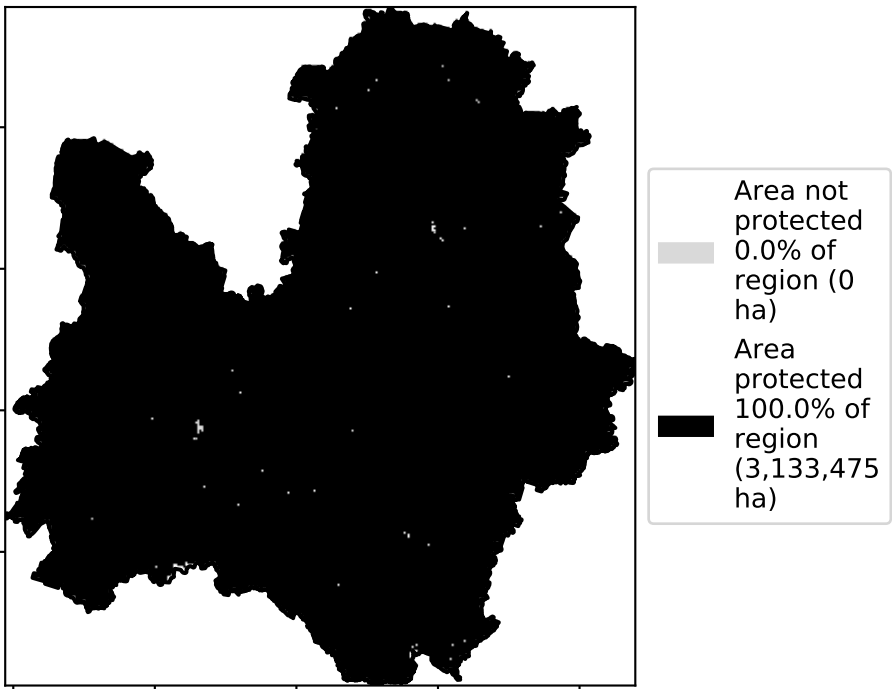 Area not
protected
0.0% of
region (0
ha)
Area
protected
100.0% of
region
(3,133,475
ha)